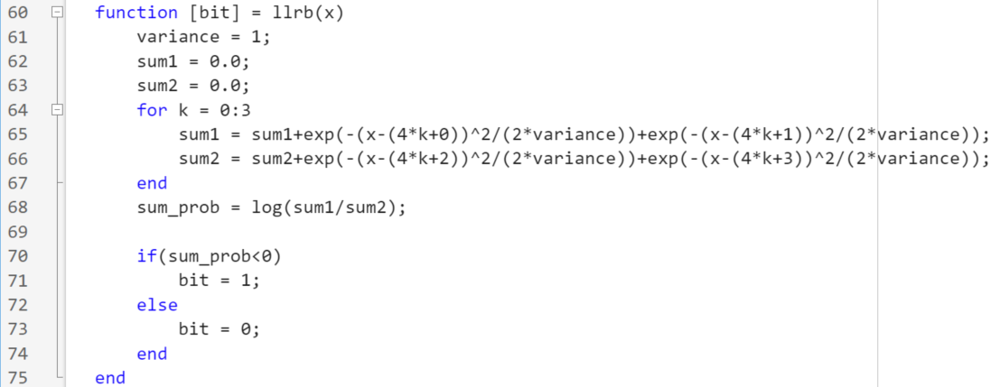 60 function [bit] = llrb(x)
61 variance = 1;
62 sum1 = 0.0;
63 sum2 = 0.0;
64 for k = 0:3
65 sum1 = sum1+exp(-(x-(4*k+0))^2/(2*variance))+exp(-(x-(4*k+1))^2/(2*variance));
66 sum2 = sum2+exp(-(x-(4*k+2))^2/(2*variance))+exp(-(x-(4*k+3))^2/(2*variance));
67 end
68 sum_prob = log(sum1/sum2);
69
70 if(sum_prob<0)
71 bit = 1;
72 else
73 bit = 0;
74 end
75 end